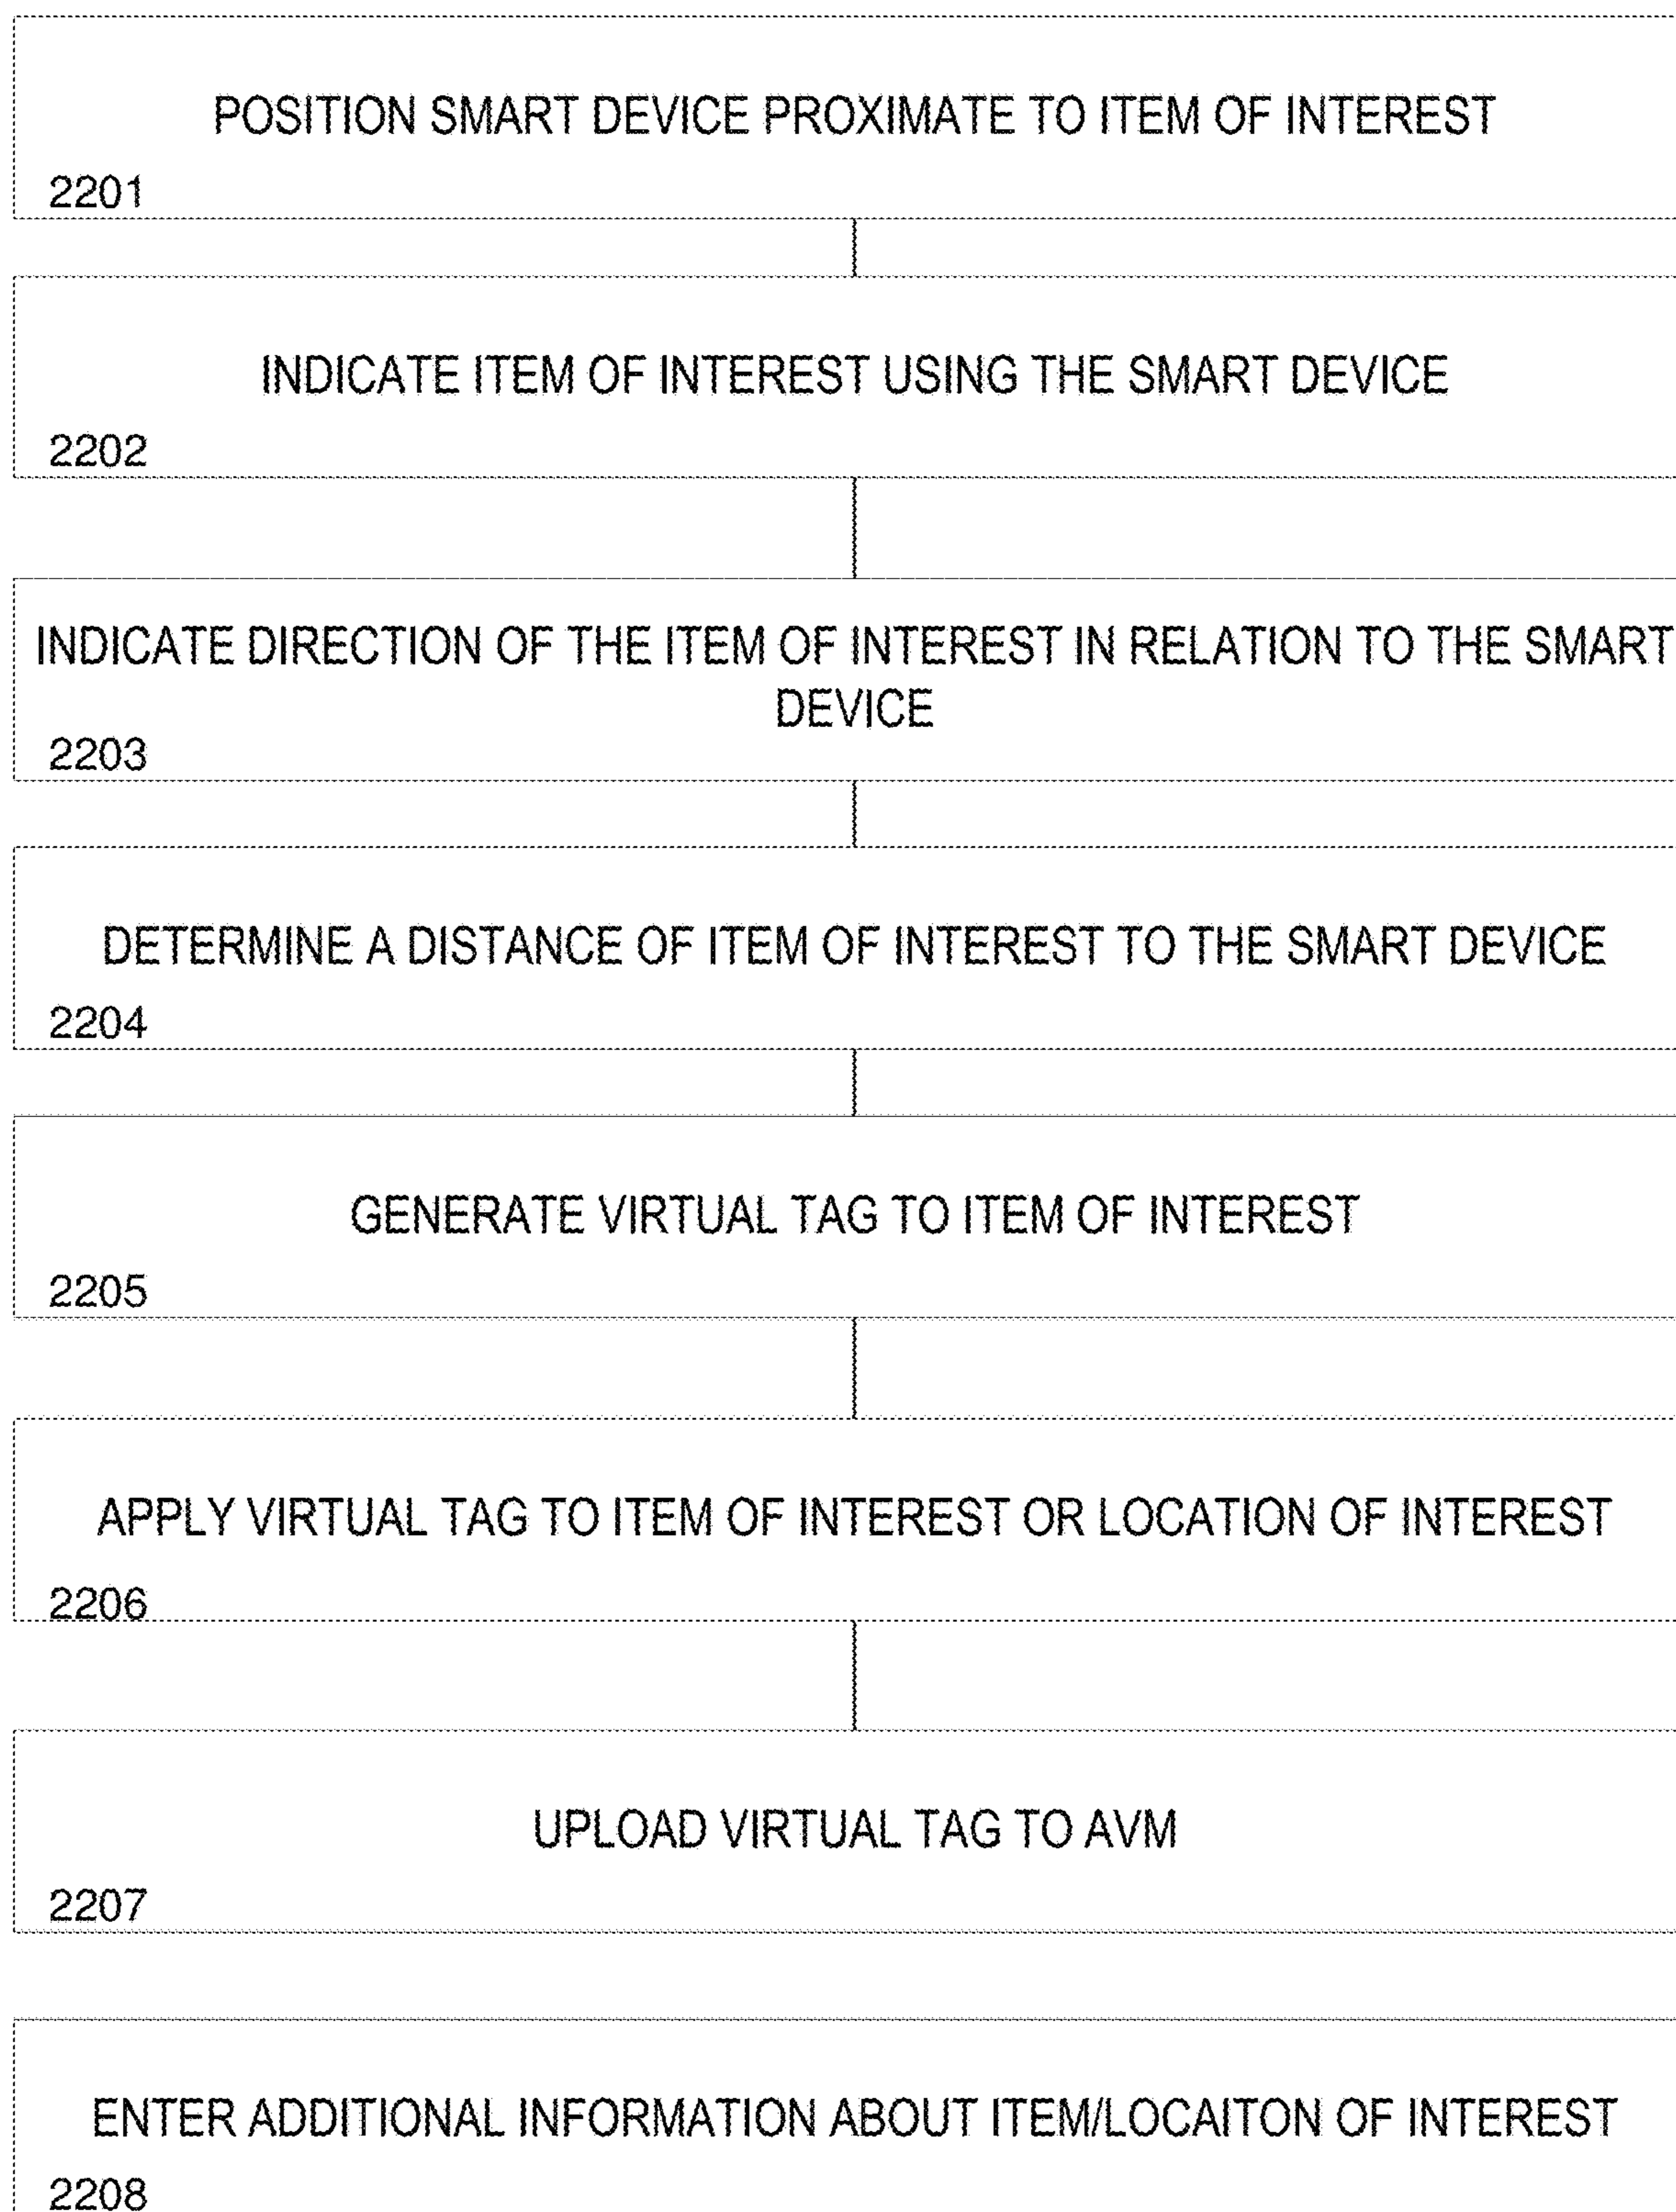 POSITION SMART DEVICE PROXIMATE TO ITEM OF INTEREST
2201
INDICATE ITEM OF INTEREST USING THE SMART DEVICE
2202
INDICATE DIRECTION OF THE ITEM OF INTEREST IN RELATION TO THE SMART
DEVICE
2203
DETERMINE A DISTANCE OF ITEM OF INTEREST TO THE SMART DEVICE
2204
GENERATE VIRTUAL TAG TO ITEM OF INTEREST
2205
APPLY VIRTUAL TAG TO ITEM OF INTEREST OR LOCATION OF INTEREST
2206
UPLOAD VIRTUAL TAG TO AVM
2207
ENTER ADDITIONAL INFORMATION ABOUT ITEM/LOCAITON OF INTEREST
2208